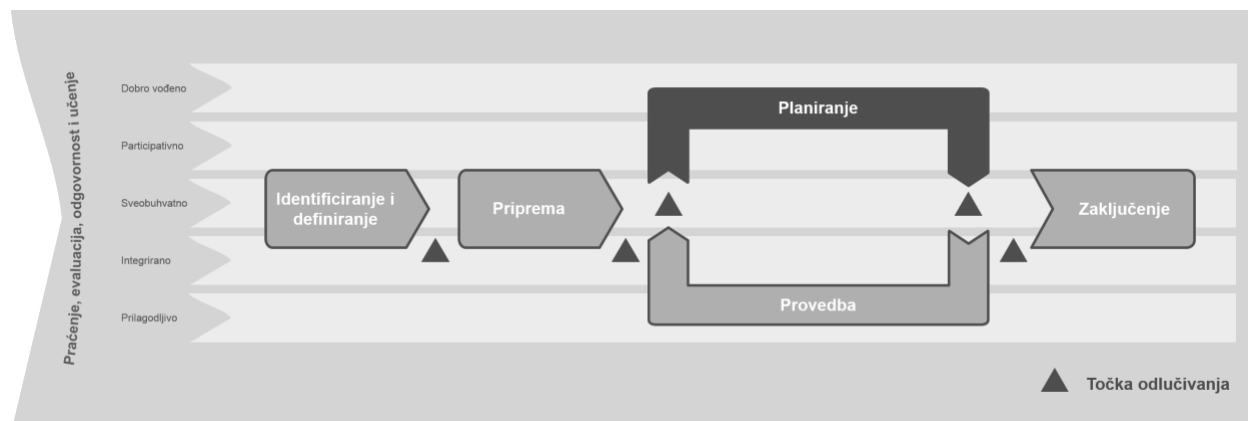 Praćenje, evaluacija, odgovornost i učenje
Dobro vođeno
Participativno
Sveobuhvatno
Integrirano
Prilagodljivo
Identificiranje i
definiranje
Priprema
Planiranje
Provedba
Zaključenje
Točka odlučivanja